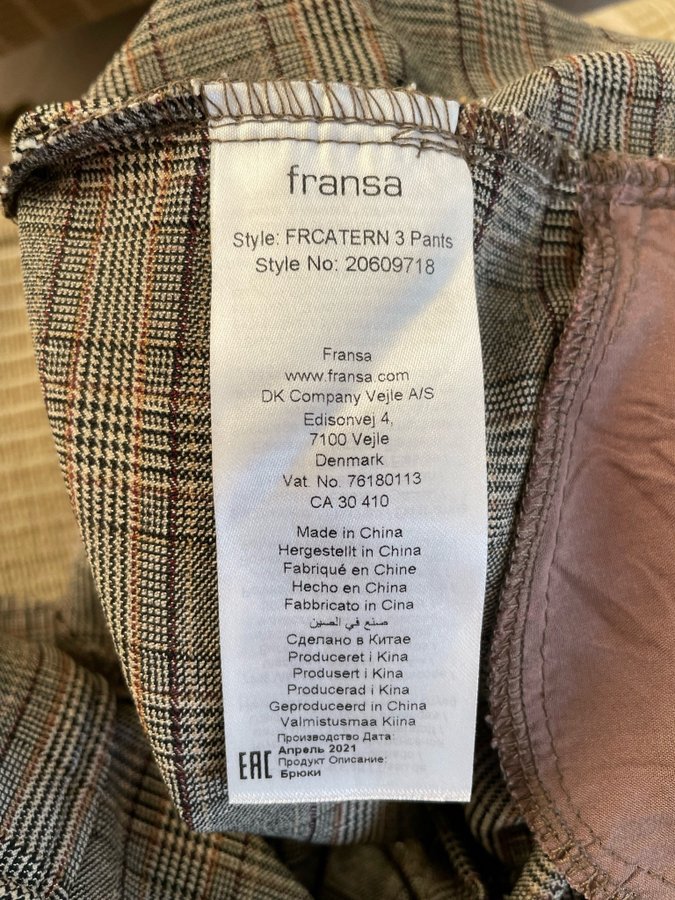 fransa
Style: FRCATERN 3 Pants
Style No: 20609718
Fransa
www.fransa.com
DK Company Vejle A/S
Edisonvej 4,
7100 Vejle
Denmark
Vat. No. 76180113
CA 30 410
Made in China
Hergestellt in China
Fabriqué en Chine
Hecho en China
Fabbricato in Cina
صنع في الصين
Сделано в Китае
Produceret i Kina
Produsert i Kina
Producerad i Kina
Geproduceerd in China
Valmistusmaa Kiina
Производство Дата:
Апрель 2021
Продукт Описание:
Брюки
EAC